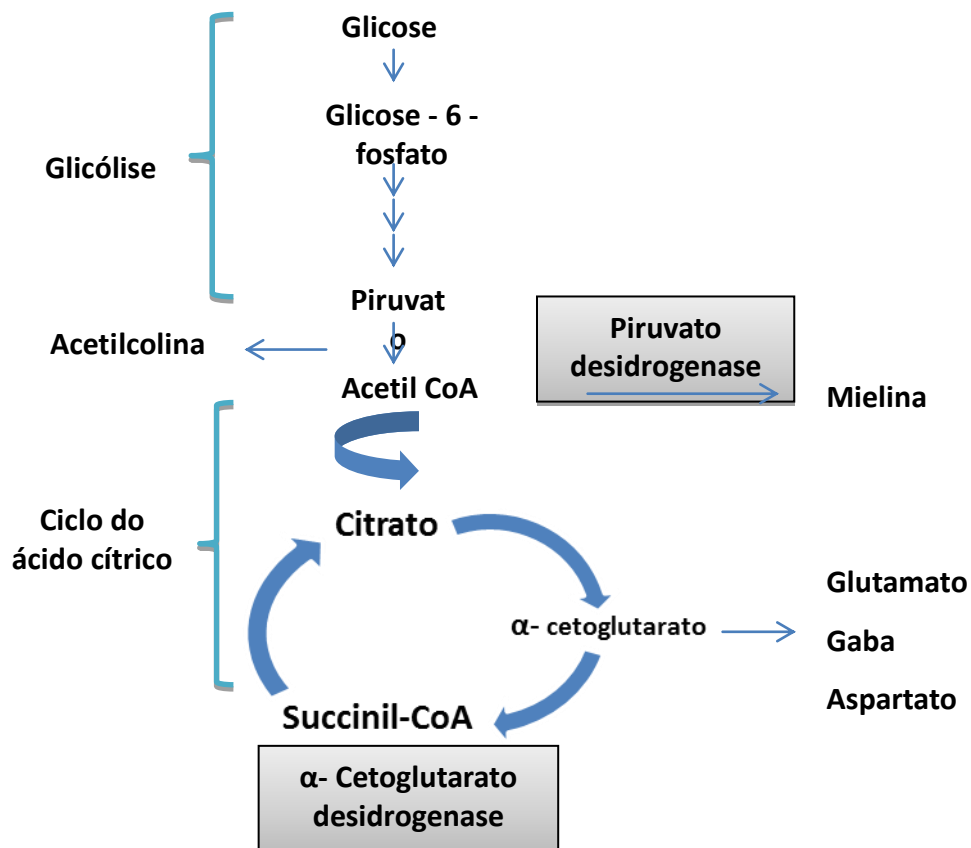 Glicose
Glicose - 6 -
fosfato
Glicólise
Piruvat
o
Piruvato
desidrogenase
Acetilcolina
Acetil CoA
Mielina
Ciclo do
ácido cítrico
Citrato
α- cetoglutarato
Glutamato
Gaba
Aspartato
Succinil-CoA
α- Cetoglutarato
desidrogenase